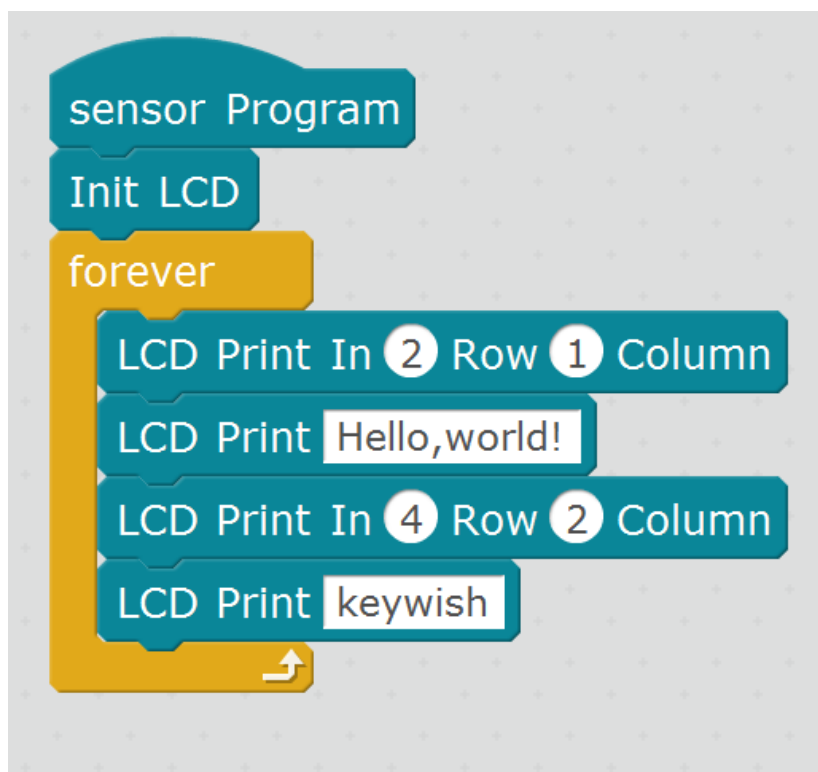 sensor Program
Init LCD
forever
LCD Print In 2 Row 1 Column
LCD Print Hello,world!
LCD Print In 4 Row 2 Column
LCD Print keywish